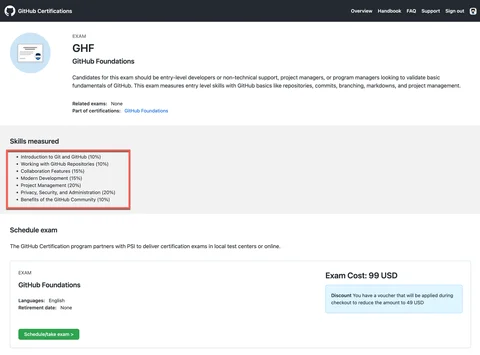 GitHub Certifications
Overview Handbook FAQ Support Sign out
EXAM
GHF
GitHub Foundations
Candidates for this exam should be entry-level developers or non-technical support, project managers, or program managers looking to validate basic
fundamentals of GitHub. This exam measures entry level skills with GitHub basics like repositories, commits, branching, markdowns, and project management.
Related exams: None
Part of certifications: GitHub Foundations
Skills measured
• Introduction to Git and GitHub (10%)
• Working with GitHub Repositories (10%)
• Collaboration Features (15%)
• Modern Development (15%)
• Project Management (20%)
• Privacy, Security, and Administration (20%)
• Benefits of the GitHub Community (10%)
Schedule exam
The GitHub Certification program partners with PSI to deliver certification exams in local test centers or online.
EXAM
GitHub Foundations
Languages: English
Retirement date: None
Schedule/take exam >
Exam Cost: 99 USD
Discount You have a voucher that will be applied during
checkout to reduce the amount to 49 USD